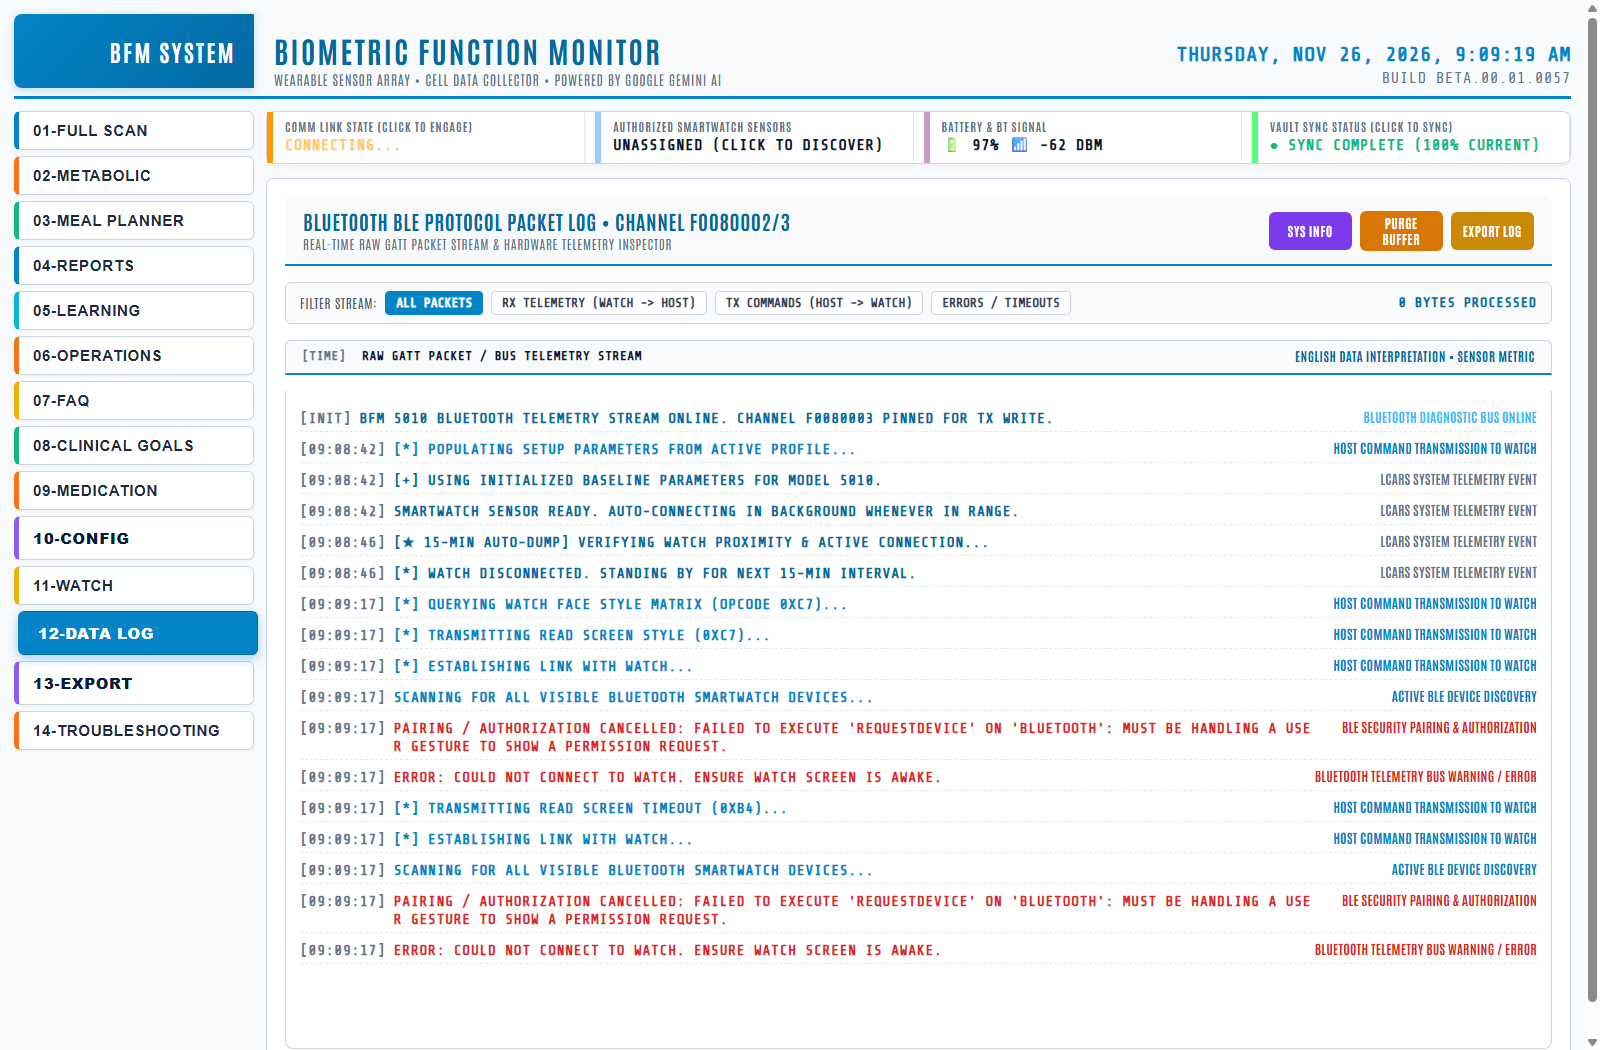 BFM SYSTEM
BIOMETRIC FUNCTION MONITOR
WEARABLE SENSOR ARRAY • CELL DATA COLLECTOR • POWERED BY GOOGLE GEMINI AI
THURSDAY, NOV 26, 2026, 9:09:19 AM
BUILD BETA.00.01.0057
01-FULL SCAN
02-METABOLIC
03-MEAL PLANNER
04-REPORTS
05-LEARNING
06-OPERATIONS
07-FAQ
08-CLINICAL GOALS
09-MEDICATION
10-CONFIG
11-WATCH
12-DATA LOG
13-EXPORT
14-TROUBLESHOOTING
COMM LINK STATE (CLICK TO ENGAGE)
CONNECTING...
AUTHORIZED SMARTWATCH SENSORS
UNASSIGNED (CLICK TO DISCOVER)
BATTERY & BT SIGNAL
🔋 97% 📶 -62 DBM
VAULT SYNC STATUS (CLICK TO SYNC)
● SYNC COMPLETE (100% CURRENT)
BLUETOOTH BLE PROTOCOL PACKET LOG • CHANNEL F0080002/3
REAL-TIME RAW GATT PACKET STREAM & HARDWARE TELEMETRY INSPECTOR
SYS INFO
PURGE
BUFFER
EXPORT LOG
FILTER STREAM: ALL PACKETS RX TELEMETRY (WATCH -> HOST) TX COMMANDS (HOST -> WATCH) ERRORS / TIMEOUTS 0 BYTES PROCESSED
[TIME] RAW GATT PACKET / BUS TELEMETRY STREAM ENGLISH DATA INTERPRETATION • SENSOR METRIC
[INIT] BFM 5010 BLUETOOTH TELEMETRY STREAM ONLINE. CHANNEL F0080003 PINNED FOR TX WRITE. BLUETOOTH DIAGNOSTIC BUS ONLINE
[09:08:42] [*] POPULATING SETUP PARAMETERS FROM ACTIVE PROFILE... HOST COMMAND TRANSMISSION TO WATCH
[09:08:42] [+] USING INITIALIZED BASELINE PARAMETERS FOR MODEL 5010. LCARS SYSTEM TELEMETRY EVENT
[09:08:42] SMARTWATCH SENSOR READY. AUTO-CONNECTING IN BACKGROUND WHENEVER IN RANGE. LCARS SYSTEM TELEMETRY EVENT
[09:08:46] [★ 15-MIN AUTO-DUMP] VERIFYING WATCH PROXIMITY & ACTIVE CONNECTION... LCARS SYSTEM TELEMETRY EVENT
[09:08:46] [*] WATCH DISCONNECTED. STANDING BY FOR NEXT 15-MIN INTERVAL. LCARS SYSTEM TELEMETRY EVENT
[09:09:17] [*] QUERYING WATCH FACE STYLE MATRIX (OPCODE 0XC7)... HOST COMMAND TRANSMISSION TO WATCH
[09:09:17] [*] TRANSMITTING READ SCREEN STYLE (0XC7)... HOST COMMAND TRANSMISSION TO WATCH
[09:09:17] [*] ESTABLISHING LINK WITH WATCH... HOST COMMAND TRANSMISSION TO WATCH
[09:09:17] SCANNING FOR ALL VISIBLE BLUETOOTH SMARTWATCH DEVICES... ACTIVE BLE DEVICE DISCOVERY
[09:09:17] PAIRING / AUTHORIZATION CANCELLED: FAILED TO EXECUTE 'REQUESTDEVICE' ON 'BLUETOOTH': MUST BE HANDLING A USE BLE SECURITY PAIRING & AUTHORIZATION
R GESTURE TO SHOW A PERMISSION REQUEST.
[09:09:17] ERROR: COULD NOT CONNECT TO WATCH. ENSURE WATCH SCREEN IS AWAKE. BLUETOOTH TELEMETRY BUS WARNING / ERROR
[09:09:17] [*] TRANSMITTING READ SCREEN TIMEOUT (0XB4)... HOST COMMAND TRANSMISSION TO WATCH
[09:09:17] [*] ESTABLISHING LINK WITH WATCH... HOST COMMAND TRANSMISSION TO WATCH
[09:09:17] SCANNING FOR ALL VISIBLE BLUETOOTH SMARTWATCH DEVICES... ACTIVE BLE DEVICE DISCOVERY
[09:09:17] PAIRING / AUTHORIZATION CANCELLED: FAILED TO EXECUTE 'REQUESTDEVICE' ON 'BLUETOOTH': MUST BE HANDLING A USE BLE SECURITY PAIRING & AUTHORIZATION
R GESTURE TO SHOW A PERMISSION REQUEST.
[09:09:17] ERROR: COULD NOT CONNECT TO WATCH. ENSURE WATCH SCREEN IS AWAKE. BLUETOOTH TELEMETRY BUS WARNING / ERROR